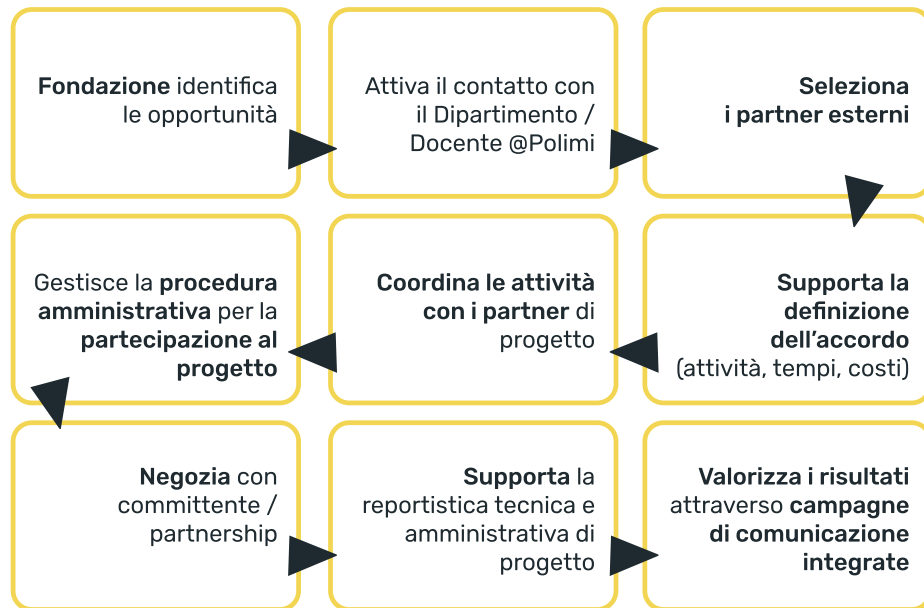 Fondazione identifica
le opportunità
Attiva il contatto con
il Dipartimento /
Docente @Polimi
Seleziona
i partner esterni
Supporta la
definizione
dell’accordo
(attività, tempi, costi)
Coordina le attività
con i partner di
progetto
Gestisce la procedura
amministrativa per la
partecipazione al
progetto
Negozia con
committente /
partnership
Supporta la
reportistica tecnica e
amministrativa di
progetto
Valorizza i risultati
attraverso campagne
di comunicazione
integrate